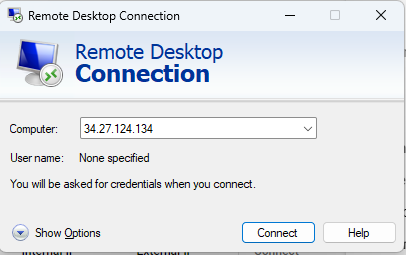 Remote Desktop Connection
Remote Desktop
Connection
Computer: 34.27.124.134
User name: None specified
You will be asked for credentials when you connect.
Show Options Connect Help